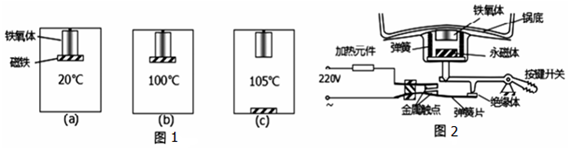 铁氧体
磁铁
20℃
(a)
100℃
(b)
105℃
(c)
图 1
铁氧体
锅底
弹簧
永磁体
加热元件
220V
~
按键开关
金属触点
弹簧片
绝缘体
图 2